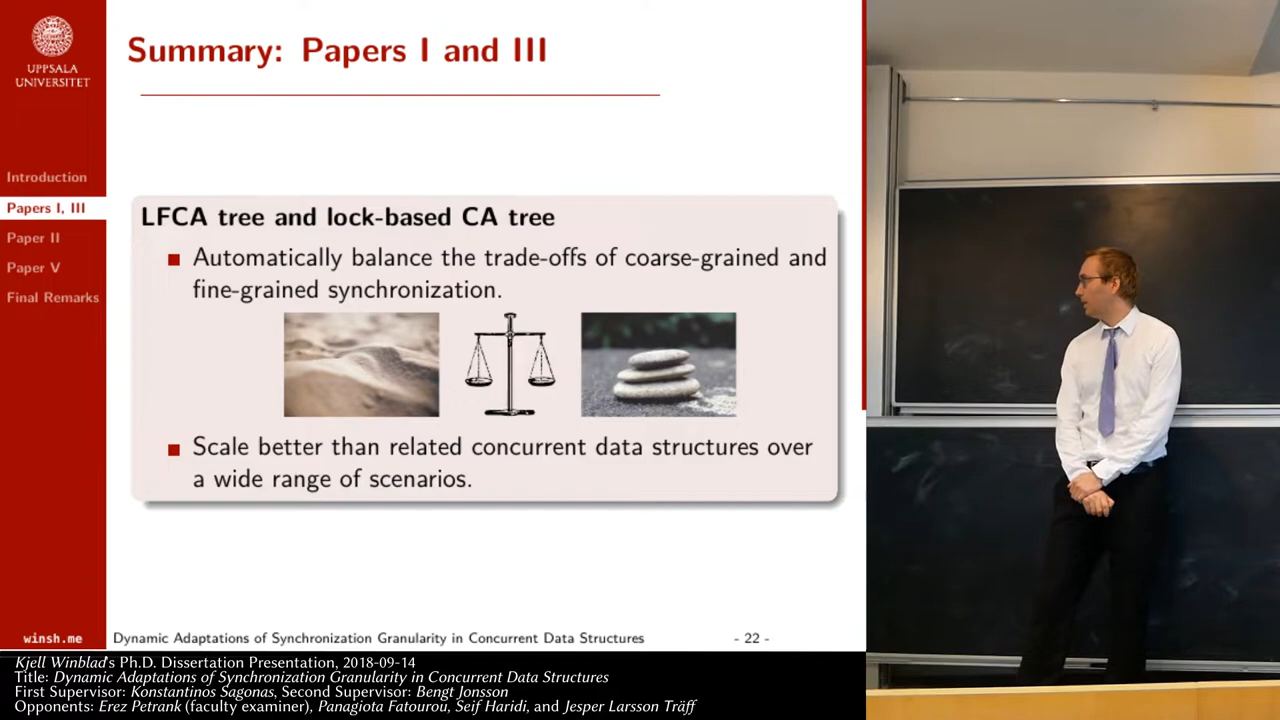 UPPSALA
UNIVERSITET
Summary: Papers I and III
Introduction
Papers I, III
Paper II
Paper V
Final Remarks
LFCA tree and lock-based CA tree
Automatically balance the trade-offs of coarse-grained and
fine-grained synchronization.
Scale better than related concurrent data structures over
a wide range of scenarios.
winsh.me
Dynamic Adaptations of Synchronization Granularity in Concurrent Data Structures
- 22 -
Kjell Winblad's Ph.D. Dissertation Presentation, 2018-09-14
Title: Dynamic Adaptations of Synchronization Granularity in Concurrent Data Structures
First Supervisor: Konstantinos Sagonas, Second Supervisor: Bengt Jonsson
Opponents: Erez Petrank (faculty examiner), Panagiota Fatourou, Seif Haridi, and Jesper Larsson Träff